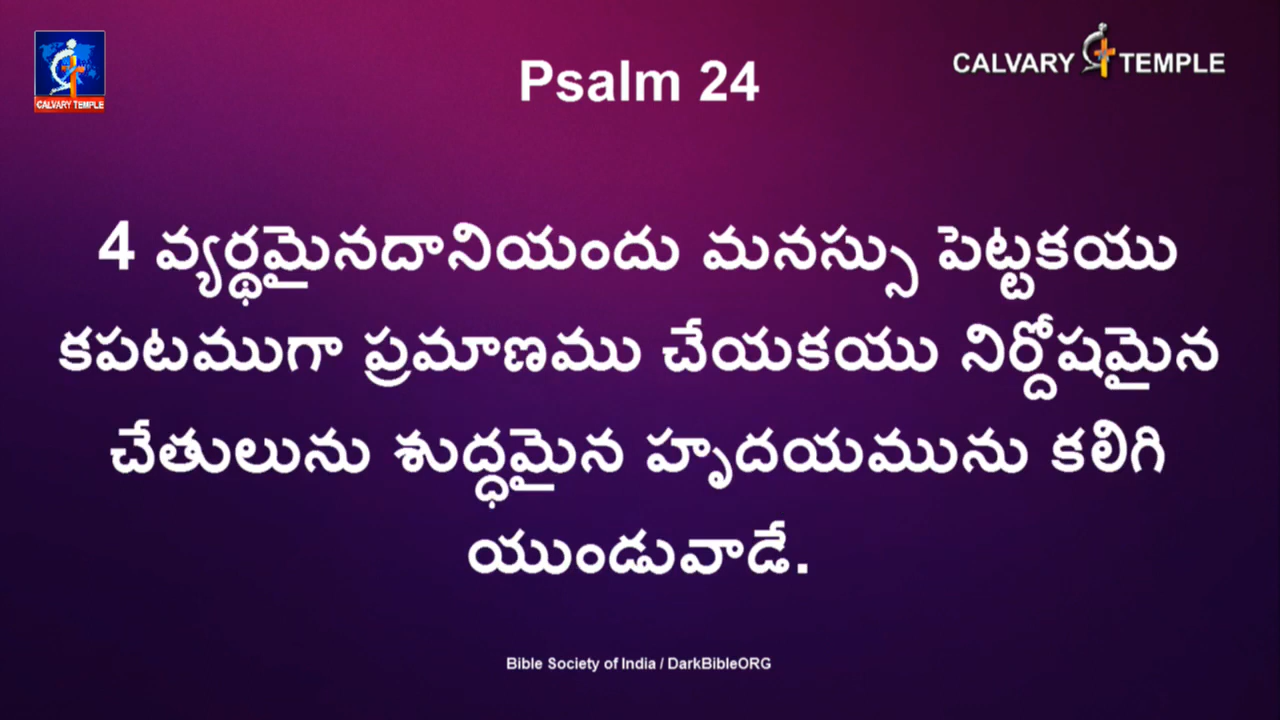 CALVARY TEMPLE
Psalm 24
CALVARY TEMPLE
4 వ్యర్థమైనదానియందు మనస్సు పెట్టకయు
కపటముగా ప్రమాణము చేయకయు నిర్దోషమైన
చేతులును శుద్ధమైన హృదయమును కలిగి
యుండువాడే.
Bible Society of India / DarkBibleORG